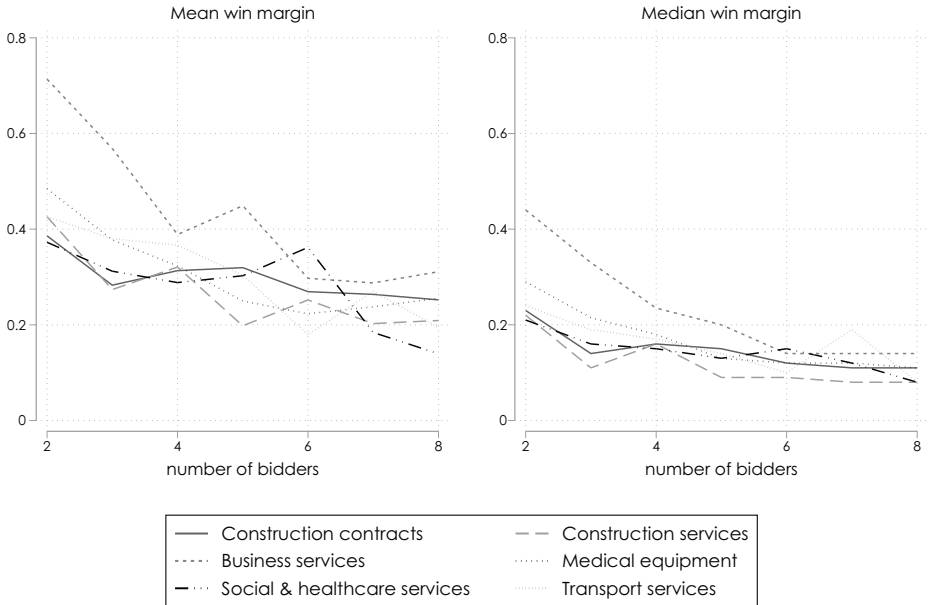 Mean win margin
Median win margin
0.8
0.6
0.4
0.2
0
2 4 6 8
number of bidders
0.8
0.6
0.4
0.2
0
2 4 6 8
number of bidders
Construction contracts
Construction services
Business services
Medical equipment
Social & healthcare services
Transport services